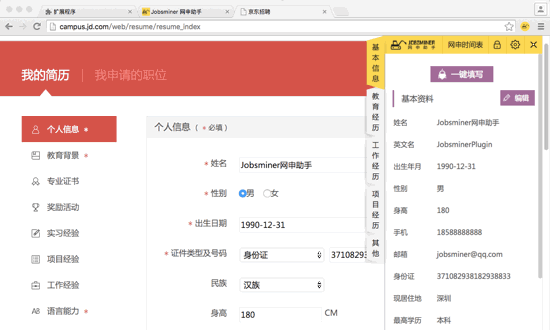 扩展程序
Jobsminer 网申助手
京东招聘
campus.jd.com/web/resume/resume_index
我的简历 我申请的职位
个人信息 *
教育背景 *
专业证书
奖励活动
实习经验
项目经验
工作经验
语言能力 *
个人信息 ( * 必填 )
* 姓名 Jobsminer网申助手
* 性别 男 女
* 出生日期 1990-12-31
* 证件类型及号码 身份证 37108293
民族 汉族
身高 180 CM
基本信息
教育经历
工作经历
项目经历
其他
JOBSMINER
网申助手
网申时间表
一键填写
基本资料 编辑
姓名 Jobsminer网申助手
英文名 JobsminerPlugin
出生年月 1990-12-31
性别 男
身高 180
手机 18588888888
邮箱 jobsminer@qq.com
身份证 371082938182938833
现居住地 深圳
最高学历 本科